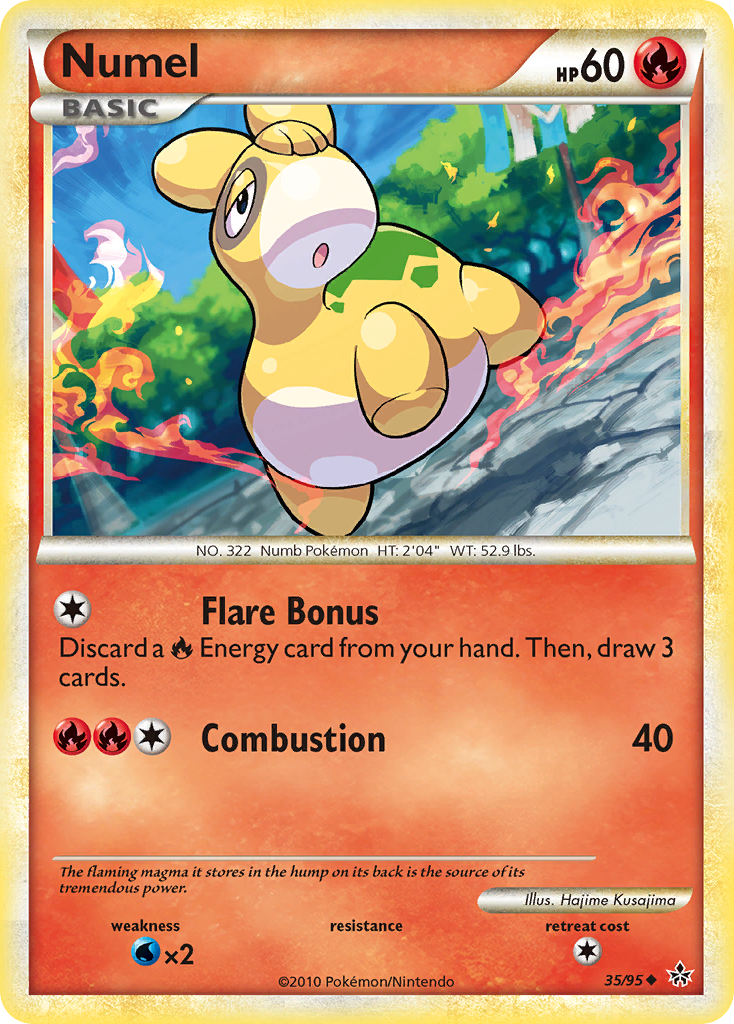 Numel
HP60
BASIC
NO. 322 Numb Pokémon HT: 2'04" WT: 52.9 lbs.
Flare Bonus
Discard a Energy card from your hand. Then, draw 3
cards.
Combustion 40
The flaming magma it stores in the hump on its back is the source of its
tremendous power.
Illus. Hajime Kusajima
weakness resistance retreat cost
×2
©2010 Pokémon/Nintendo 35/95